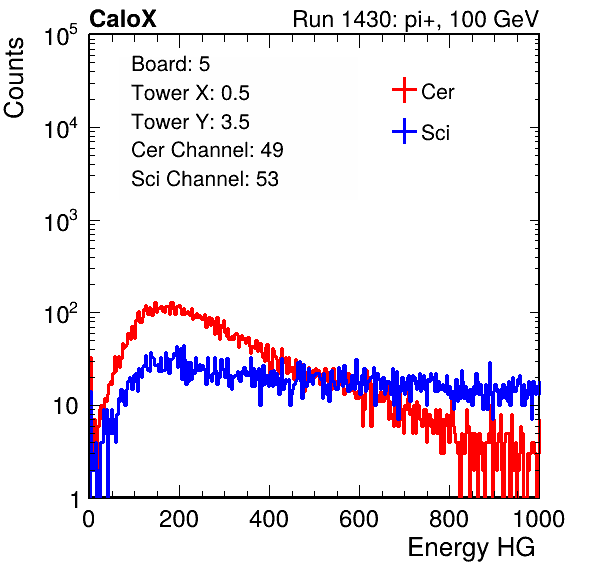 CaloX Run 1430: pi+, 100 GeV
Board: 5
Tower X: 0.5
Tower Y: 3.5
Cer Channel: 49
Sci Channel: 53
Cer
Sci
Counts
10^5
10^4
10^3
10^2
10
1
0 200 400 600 800 1000
Energy HG